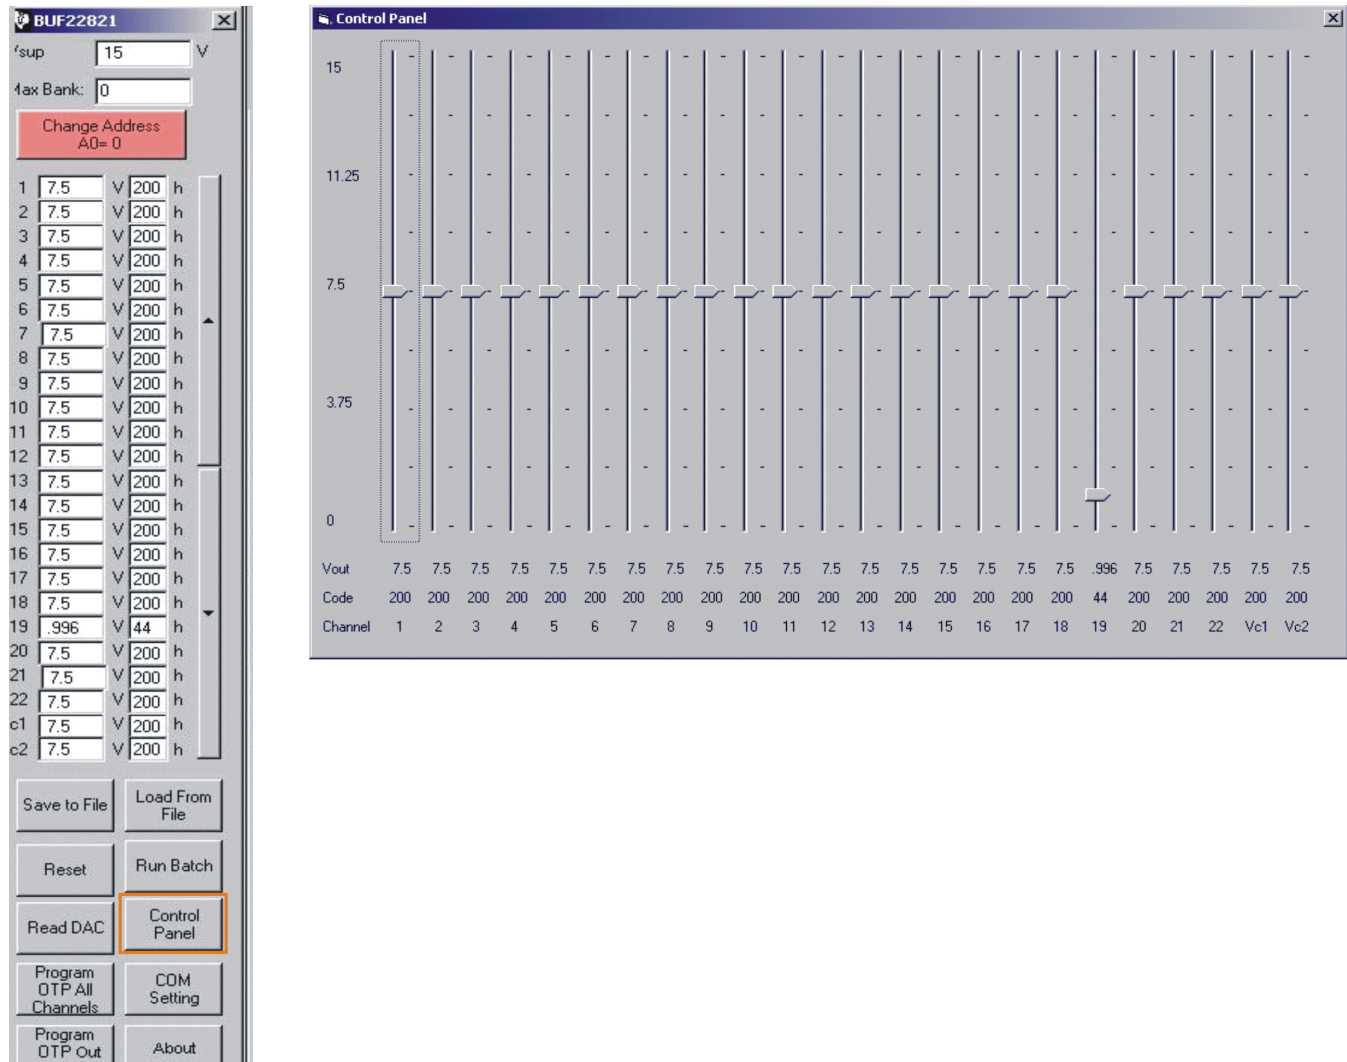 BUF22821
sup 15 V
Max Bank: 0
Change Address
A0= 0
1 7.5 V 200 h
2 7.5 V 200 h
3 7.5 V 200 h
4 7.5 V 200 h
5 7.5 V 200 h
6 7.5 V 200 h
7 7.5 V 200 h
8 7.5 V 200 h
9 7.5 V 200 h
10 7.5 V 200 h
11 7.5 V 200 h
12 7.5 V 200 h
13 7.5 V 200 h
14 7.5 V 200 h
15 7.5 V 200 h
16 7.5 V 200 h
17 7.5 V 200 h
18 7.5 V 200 h
19 .996 V 44 h
20 7.5 V 200 h
21 7.5 V 200 h
22 7.5 V 200 h
c1 7.5 V 200 h
c2 7.5 V 200 h
Save to File
Load From
File
Reset
Run Batch
Read DAC
Control
Panel
Program
OTP All
Channels
COM
Setting
Program
OTP Out
About
Control Panel
15
11.25
7.5
3.75
0
Vout 7.5 7.5 7.5 7.5 7.5 7.5 7.5 7.5 7.5 7.5 7.5 7.5 7.5 7.5 7.5 7.5 7.5 7.5 .996 7.5 7.5 7.5 7.5 7.5
Code 200 200 200 200 200 200 200 200 200 200 200 200 200 200 200 200 200 200 44 200 200 200 200 200
Channel 1 2 3 4 5 6 7 8 9 10 11 12 13 14 15 16 17 18 19 20 21 22 Vc1 Vc2